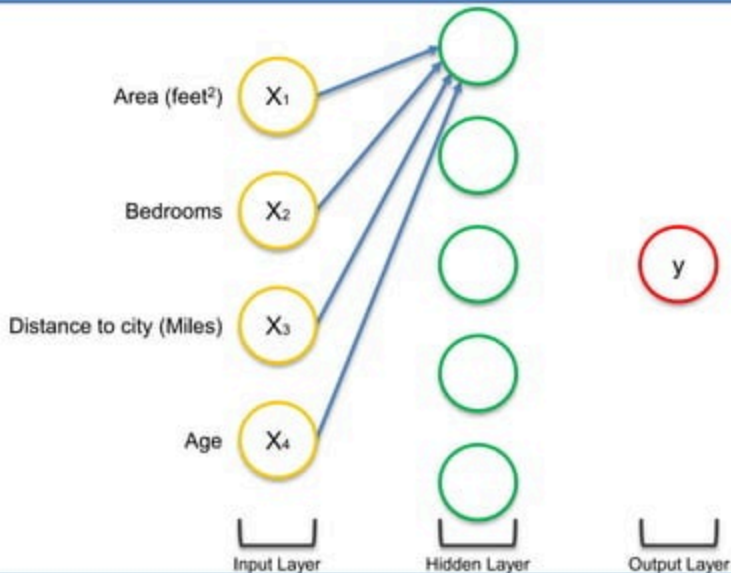 Area (feet²)
X₁
Bedrooms
X₂
Distance to city (Miles)
X₃
Age
X₄
y
Input Layer
Hidden Layer
Output Layer